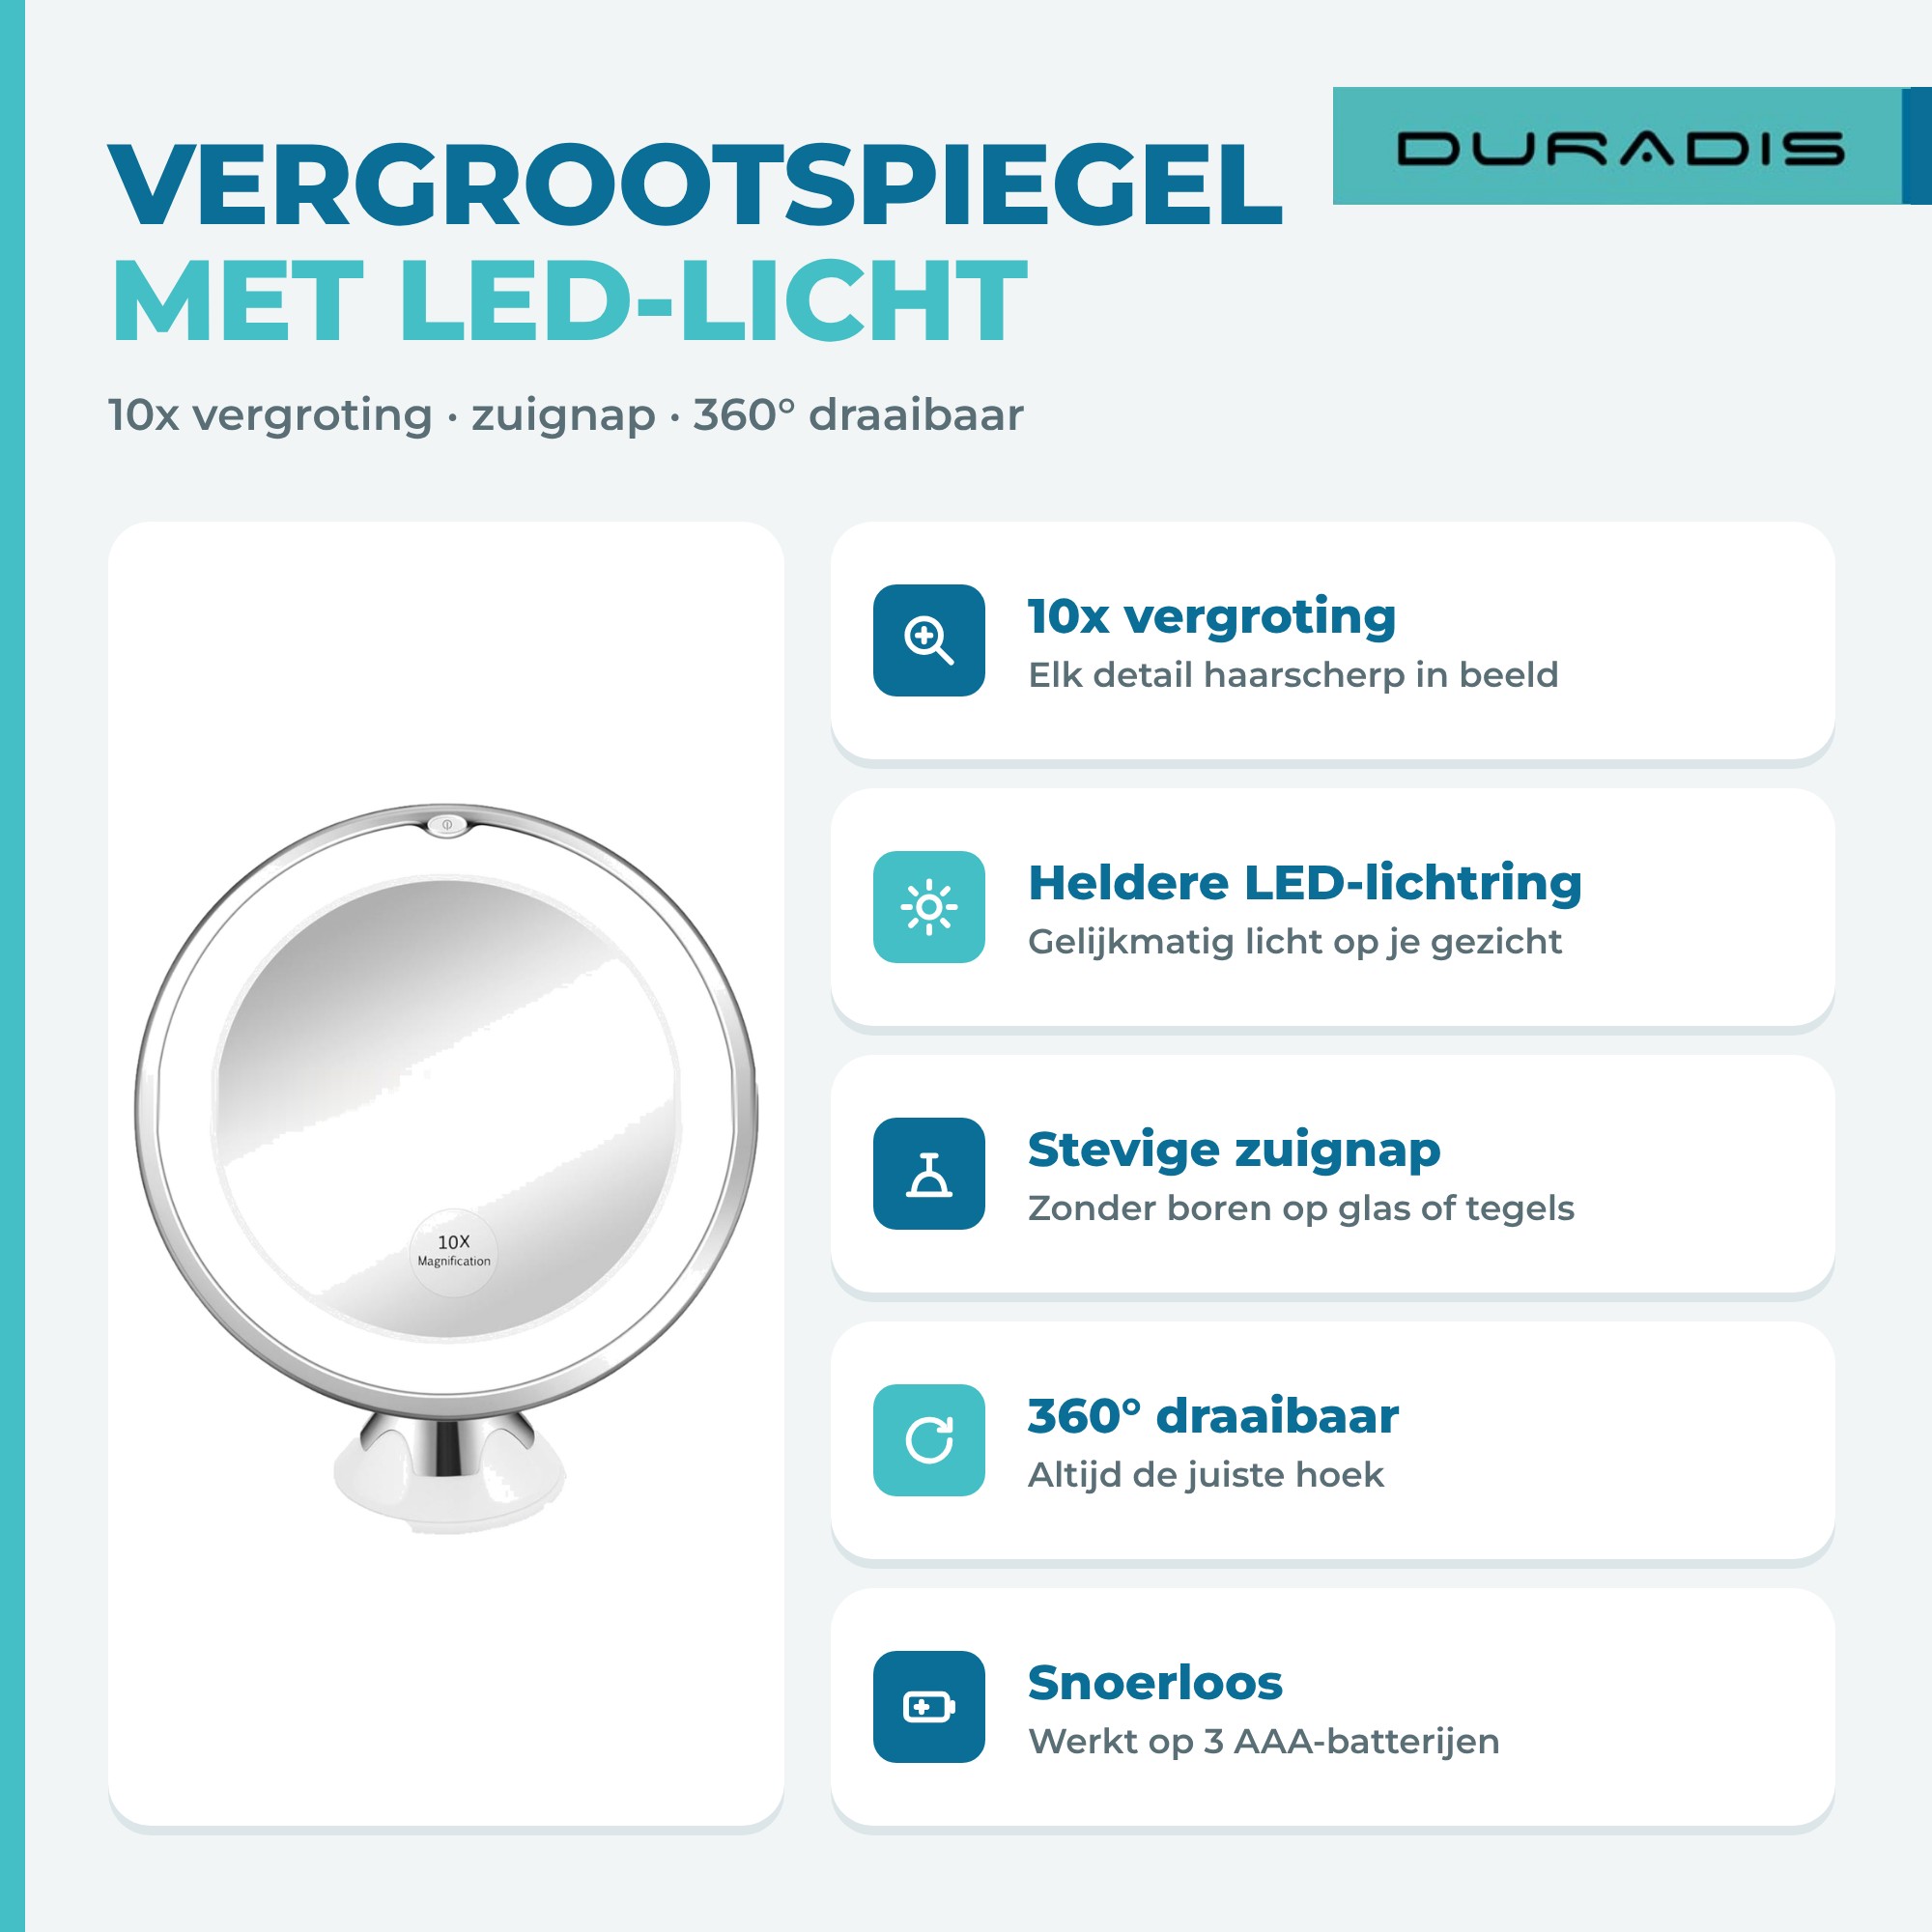 DURADIS
VERGROOTSPIEGEL
MET LED-LICHT
10x vergroting · zuignap · 360° draaibaar
10X
Magnification
10x vergroting
Elk detail haarscherp in beeld
Heldere LED-lichtring
Gelijkmatig licht op je gezicht
Stevige zuignap
Zonder boren op glas of tegels
360° draaibaar
Altijd de juiste hoek
Snoerloos
Werkt op 3 AAA-batterijen